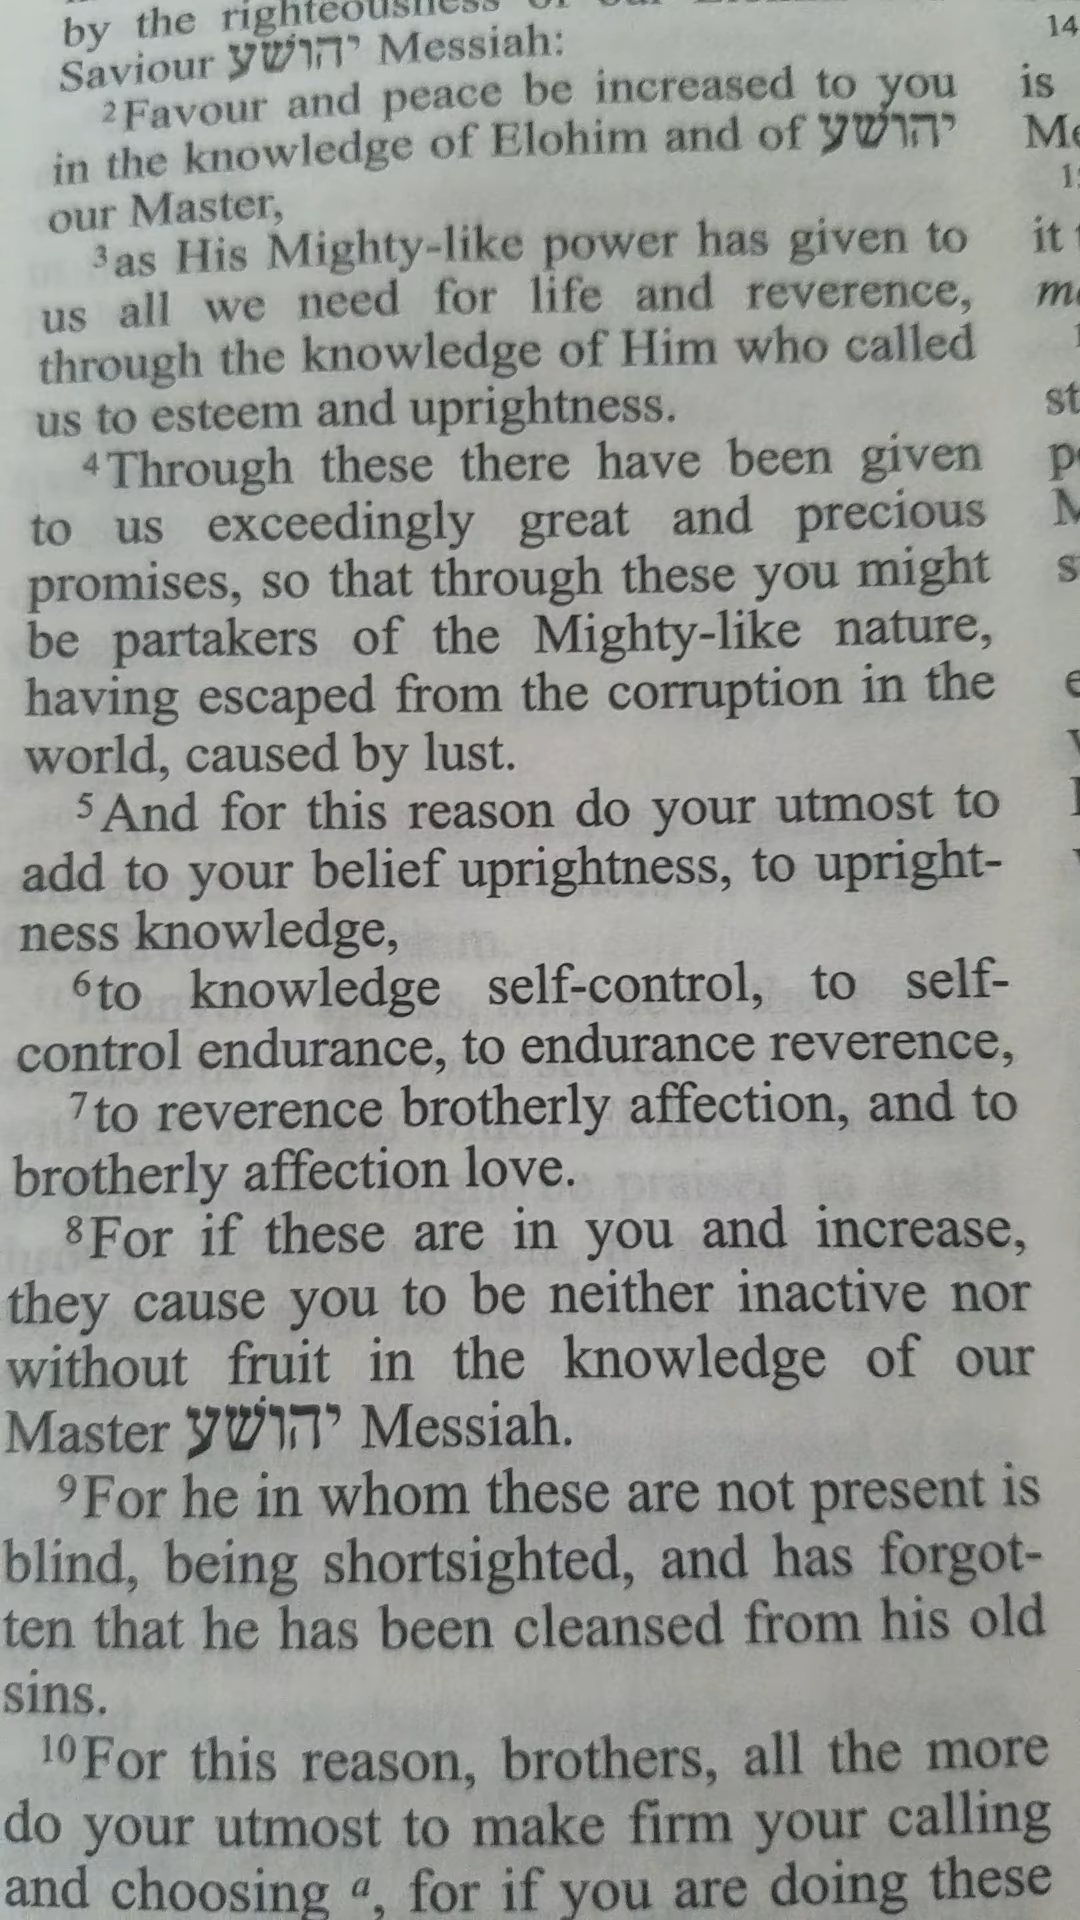 by the righteousness of our
Saviour יהושע Messiah:
2 Favour and peace be increased to you
in the knowledge of Elohim and of יהושע
our Master,
3 as His Mighty-like power has given to
us all we need for life and reverence,
through the knowledge of Him who called
us to esteem and uprightness.
4 Through these there have been given
to us exceedingly great and precious
promises, so that through these you might
be partakers of the Mighty-like nature,
having escaped from the corruption in the
world, caused by lust.
5 And for this reason do your utmost to
add to your belief uprightness, to upright-
ness knowledge,
6 to knowledge self-control, to self-
control endurance, to endurance reverence,
7 to reverence brotherly affection, and to
brotherly affection love.
8 For if these are in you and increase,
they cause you to be neither inactive nor
without fruit in the knowledge of our
Master יהושע Messiah.
9 For he in whom these are not present is
blind, being shortsighted, and has forgot-
ten that he has been cleansed from his old
sins.
10 For this reason, brothers, all the more
do your utmost to make firm your calling
and choosing a, for if you are doing these
14
is
it